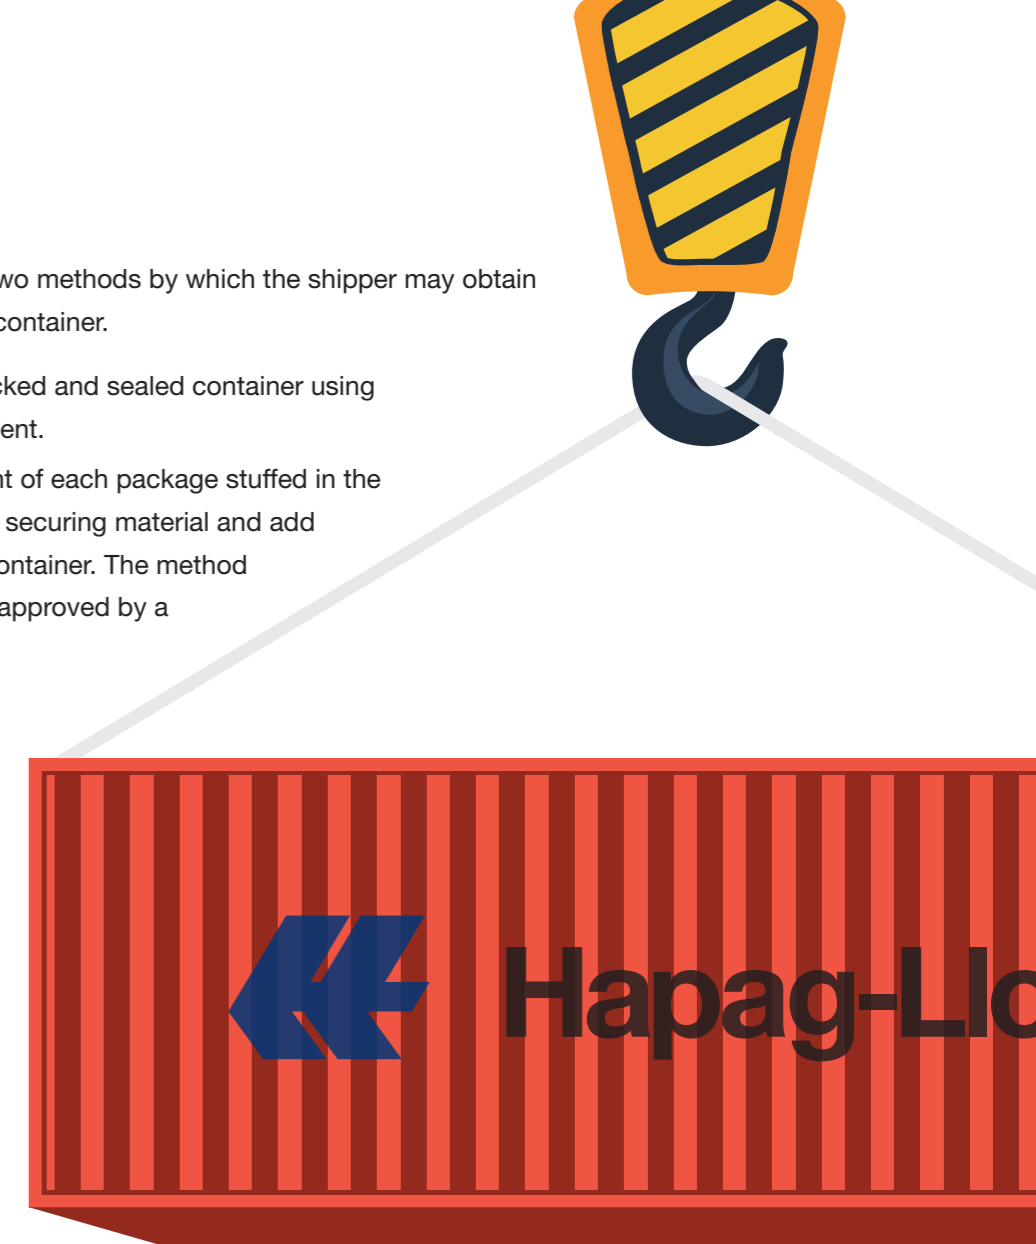 wo methods by which the shipper may obtain
container.
cked and sealed container using
ent.
nt of each package stuffed in the
securing material and add
ontainer. The method
approved by a
Hapag-Llo